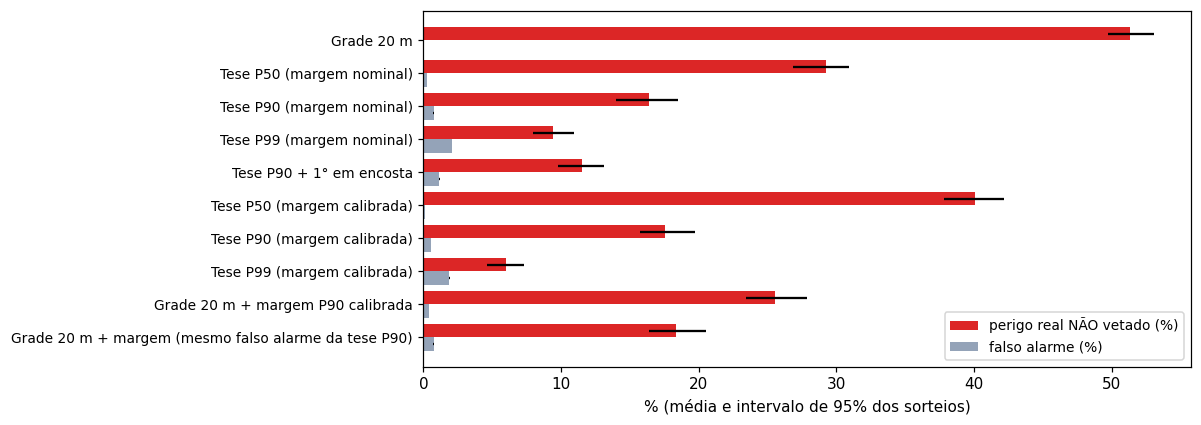 Grade 20 m
Tese P50 (margem nominal)
Tese P90 (margem nominal)
Tese P99 (margem nominal)
Tese P90 + 1° em encosta
Tese P50 (margem calibrada)
Tese P90 (margem calibrada)
Tese P99 (margem calibrada)
Grade 20 m + margem P90 calibrada
Grade 20 m + margem (mesmo falso alarme da tese P90)
perigo real NÃO vetado (%)
falso alarme (%)
0 10 20 30 40 50
% (média e intervalo de 95% dos sorteios)